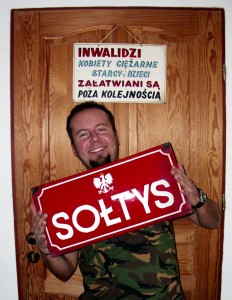 INWALIDZI
KOBIETY CIĘŻARNE
STARCY i DZIECI
ZAŁATWIANI SĄ
POZA KOLEJNOŚCIĄ
SOŁTYS